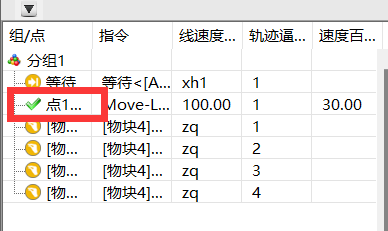 组/点 指令 线速度... 轨迹逼... 速度百...
分组1
等待 等待<[A... xh1 1
点1... Move-L... 100.00 1 30.00
[物... [物块4]... zq 1
[物... [物块4]... zq 2
[物... [物块4]... zq 3
[物... [物块4]... zq 4